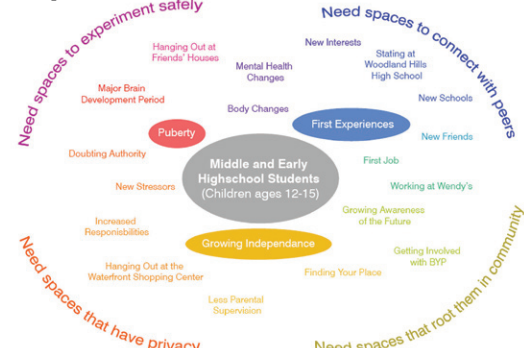 Need spaces to experiment safely
Need spaces to connect with peers
Hanging Out at
Friends' Houses
Mental Health
Changes
New Interests
Stating at
Woodland Hills
High School
Major Brain
Development Period
Body Changes
New Schools
Puberty
First Experiences
New Friends
Doubting Authority
Middle and Early
Highschool Students
(Children ages 12-15)
First Job
New Stressors
Working at Wendy's
Increased
Responisbilities
Growing Awareness
of the Future
Growing Independence
Getting Involved
with BYP
Hanging Out at the
Waterfront Shopping Center
Finding Your Place
Less Parental
Supervision
Need spaces that have privacy
Need spaces that root them in community